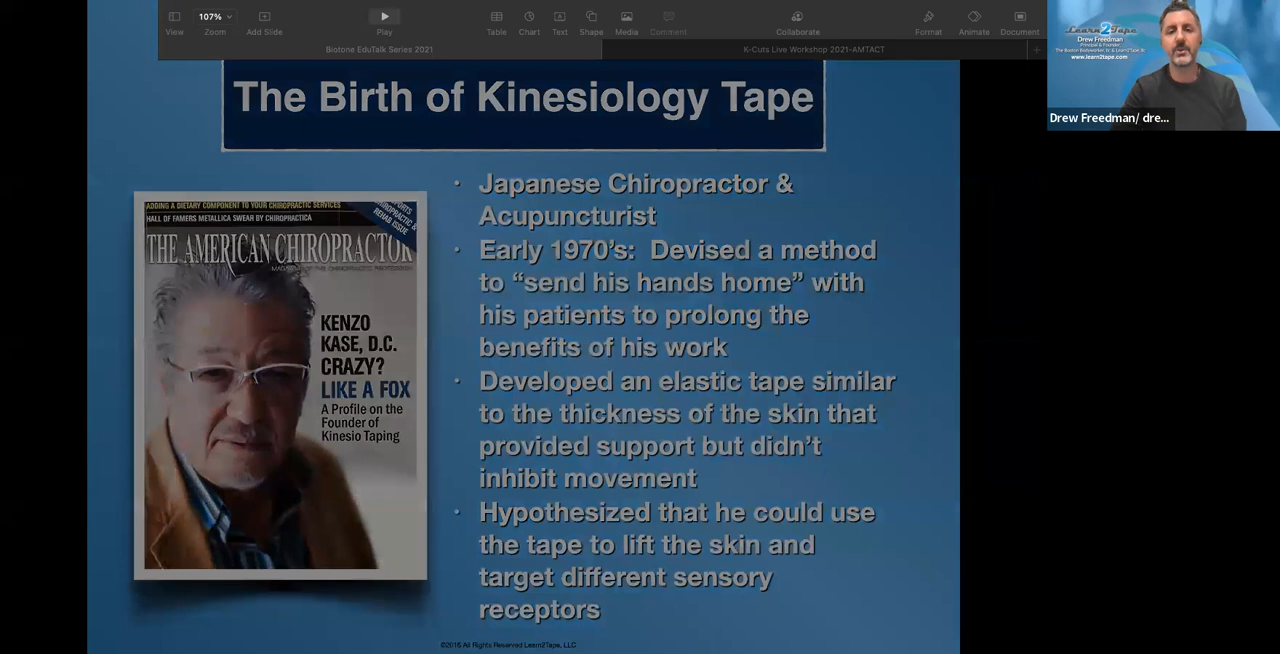 107%
View
Zoom
Add Slide
Play
Table
Chart
Text
Shape
Media
Comment
Collaborate
Format
Animate
Document
Biotone EduTalk Series 2021
K-Cuts Live Workshop 2021-AMTACT
Learn2Tape
Drew Freedman
Principal & Founder,
www.learn2tape.com
Drew Freedman/ dre...
The Birth of Kinesiology Tape
ADDING A DIETARY COMPONENT TO YOUR CHIROPRACTIC SERVICES
HALL OF FAMERS METALLICA SWEAR BY CHIROPRACTICA
CHIROPRACTIC &
REHAB ISSUE
THE AMERICAN CHIROPRACTOR
KENZO
KASE, D.C.
CRAZY?
LIKE A FOX
A Profile on the
Founder of
Kinesio Taping
· Japanese Chiropractor &
Acupuncturist
· Early 1970's: Devised a method
to “send his hands home” with
his patients to prolong the
benefits of his work
· Developed an elastic tape similar
to the thickness of the skin that
provided support but didn’t
inhibit movement
· Hypothesized that he could use
the tape to lift the skin and
target different sensory
receptors
©2016 All Rights Reserved Learn2Tape, LLC